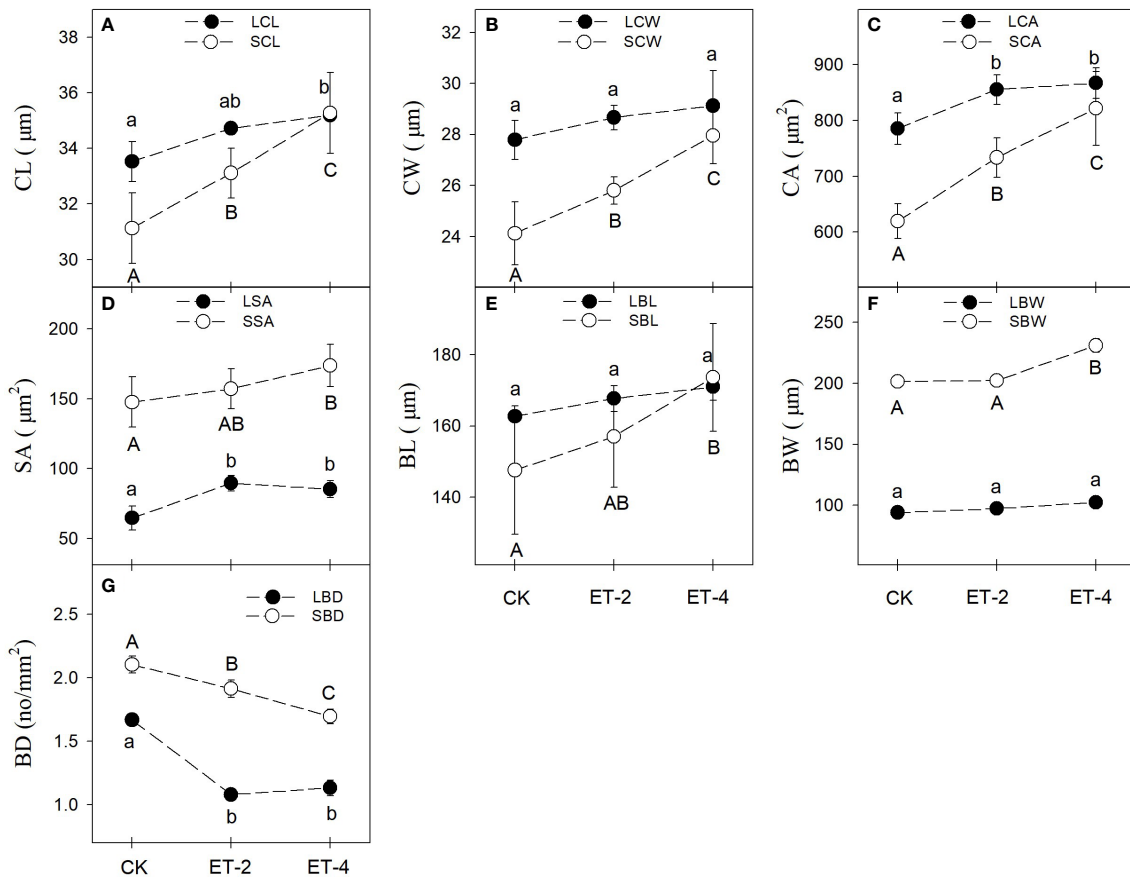 A
LCL
SCL
38
36
34
32
30
CL ( μm)
a
ab
b
A
B
C
B
LCW
SCW
32
30
28
26
24
CW ( μm)
a
a
a
A
B
C
C
LCA
SCA
900
800
700
600
CA ( μm²)
a
b
b
A
B
C
D
LSA
SSA
200
150
100
50
SA ( μm²)
A
AB
B
a
b
b
E
LBL
SBL
180
160
140
BL ( μm)
a
a
a
A
AB
B
CK
ET-2
ET-4
F
LBW
SBW
250
200
150
100
BW ( μm)
A
A
B
a
a
a
CK
ET-2
ET-4
G
LBD
SBD
2.5
2.0
1.5
1.0
BD (no/mm²)
A
B
C
a
b
b
CK
ET-2
ET-4